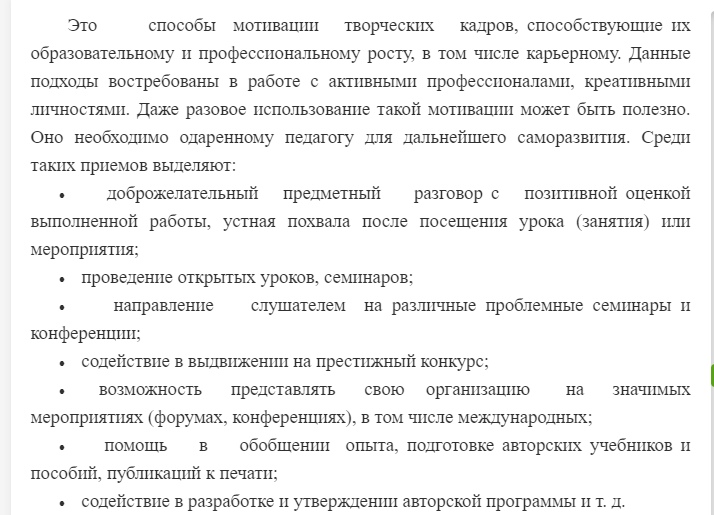 Это способы мотивации творческих кадров, способствующие их
образовательному и профессиональному росту, в том числе карьерному. Данные
подходы востребованы в работе с активными профессионалами, креативными
личностями. Даже разовое использование такой мотивации может быть полезно.
Оно необходимо одаренному педагогу для дальнейшего саморазвития. Среди
таких приемов выделяют:
• доброжелательный предметный разговор с позитивной оценкой
выполненной работы, устная похвала после посещения урока (занятия) или
мероприятия;
• проведение открытых уроков, семинаров;
• направление слушателем на различные проблемные семинары и
конференции;
• содействие в выдвижении на престижный конкурс;
• возможность представлять свою организацию на значимых
мероприятиях (форумах, конференциях), в том числе международных;
• помощь в обобщении опыта, подготовке авторских учебников и
пособий, публикаций к печати;
• содействие в разработке и утверждении авторской программы и т. д.